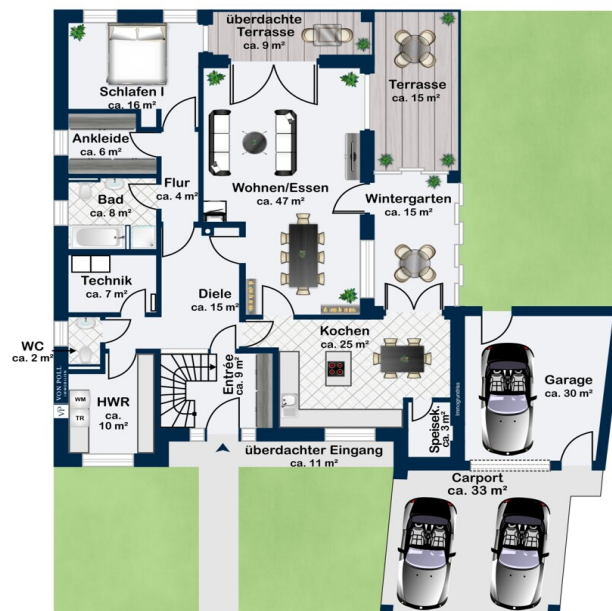 überdachte
Terrasse
ca. 9 m²
Terrasse
ca. 15 m²
Schlafen I
ca. 16 m²
Ankleide
ca. 6 m²
Flur
ca. 4 m²
Wohnen/Essen
ca. 47 m²
Wintergarten
ca. 15 m²
Bad
ca. 8 m²
Technik
ca. 7 m²
Diele
ca. 15 m²
Kochen
ca. 25 m²
WC
ca. 2 m²
Entrée
ca. 9 m²
Garage
ca. 30 m²
HWR
ca.
10 m²
WM
TR
VP
VON POLL
IMMOBILIEN
Speisek.
ca. 3 m²
überdachter Eingang
ca. 11 m²
Carport
ca. 33 m²